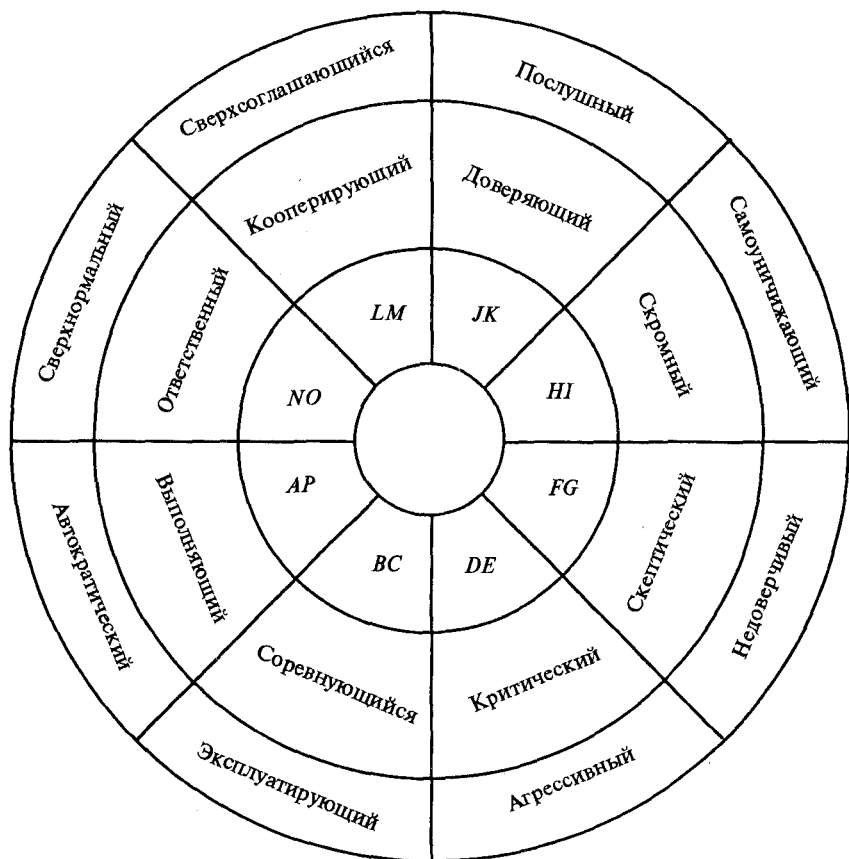 Сверхсоглашающийся
Послушный
Кооперирующий
Доверяющий
Сверхнормальный
Самоуничижающий
Ответственный
Скромный
LM
JK
NO
HI
AP
FG
BC
DE
Выполняющий
Скептический
Автократический
Недоверчивый
Соревнующийся
Критический
Эксплуатирующий
Агрессивный